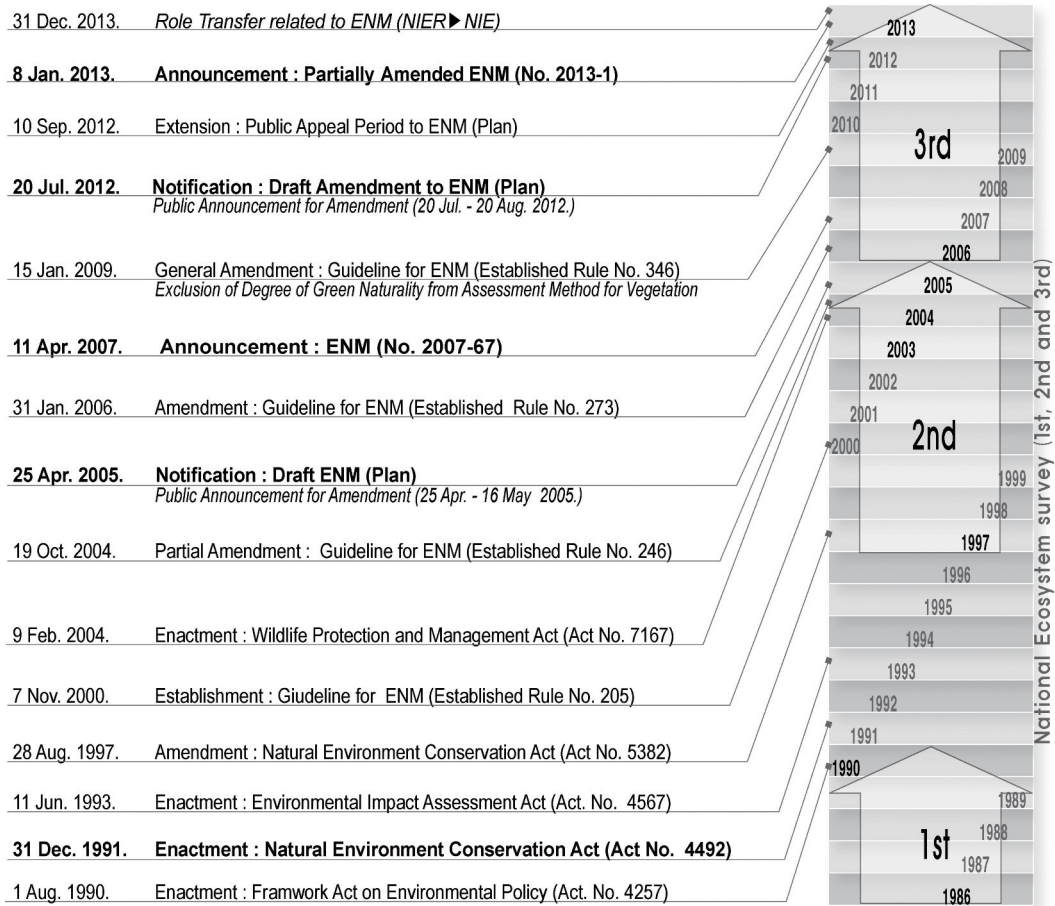 31 Dec. 2013. Role Transfer related to ENM (NIER▶NIE)
8 Jan. 2013. Announcement : Partially Amended ENM (No. 2013-1)
10 Sep. 2012. Extension : Public Appeal Period to ENM (Plan)
20 Jul. 2012. Notification : Draft Amendment to ENM (Plan)
Public Announcement for Amendment (20 Jul. - 20 Aug. 2012.)
15 Jan. 2009. General Amendment : Guideline for ENM (Established Rule No. 346)
Exclusion of Degree of Green Naturality from Assessment Method for Vegetation
11 Apr. 2007. Announcement : ENM (No. 2007-67)
31 Jan. 2006. Amendment : Guideline for ENM (Established Rule No. 273)
25 Apr. 2005. Notification : Draft ENM (Plan)
Public Announcement for Amendment (25 Apr. - 16 May 2005.)
19 Oct. 2004. Partial Amendment : Guideline for ENM (Established Rule No. 246)
9 Feb. 2004. Enactment : Wildlife Protection and Management Act (Act No. 7167)
7 Nov. 2000. Establishment : Giudeline for ENM (Established Rule No. 205)
28 Aug. 1997. Amendment : Natural Environment Conservation Act (Act No. 5382)
11 Jun. 1993. Enactment : Environmental Impact Assessment Act (Act. No. 4567)
31 Dec. 1991. Enactment : Natural Environment Conservation Act (Act No. 4492)
1 Aug. 1990. Enactment : Framwork Act on Environmental Policy (Act. No. 4257)
2013
2012
2011
2010
3rd
2009
2008
2007
2006
2005
2004
2003
2002
2001
2nd
2000
1999
1998
1997
1996
1995
1994
1993
1992
1991
1990
1989
1988
1st
1987
1986
National Ecosystem survey (1st, 2nd and 3rd)